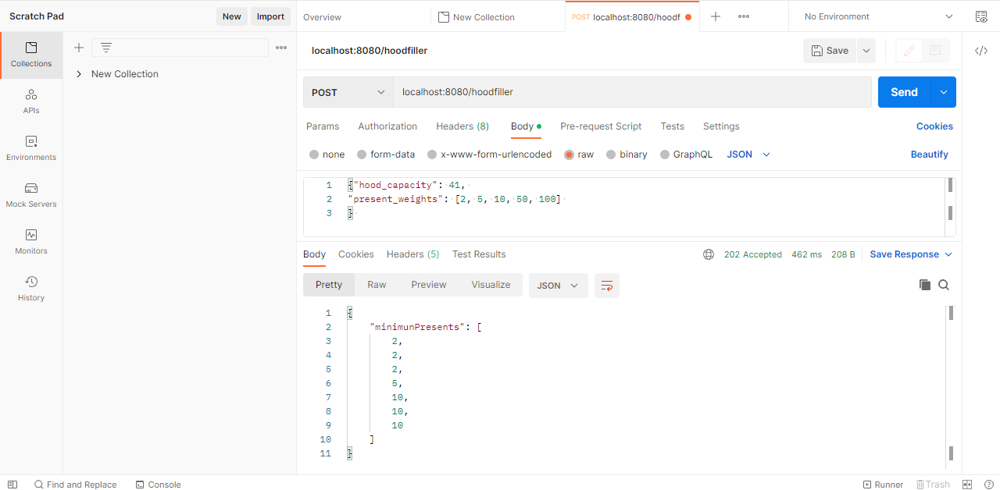 Scratch Pad
New
Import
Overview
New Collection
POST localhost:8080/hoodf
No Environment
Collections
APIs
Environments
Mock Servers
Monitors
History
New Collection
localhost:8080/hoodfiller
Save
POST
localhost:8080/hoodfiller
Send
Params Authorization Headers (8) Body Pre-request Script Tests Settings Cookies
none form-data x-www-form-urlencoded raw binary GraphQL JSON Beautify
1 {"hood_capacity": 41,
2 "present_weights": [2, 5, 10, 50, 100]
3 }
Body Cookies Headers (5) Test Results 202 Accepted 462 ms 208 B Save Response
Pretty Raw Preview Visualize JSON
1 {
2 "minimunPresents": [
3 2,
4 2,
5 2,
6 5,
7 10,
8 10,
9 10
10 ]
11 }
Find and Replace Console Runner Trash